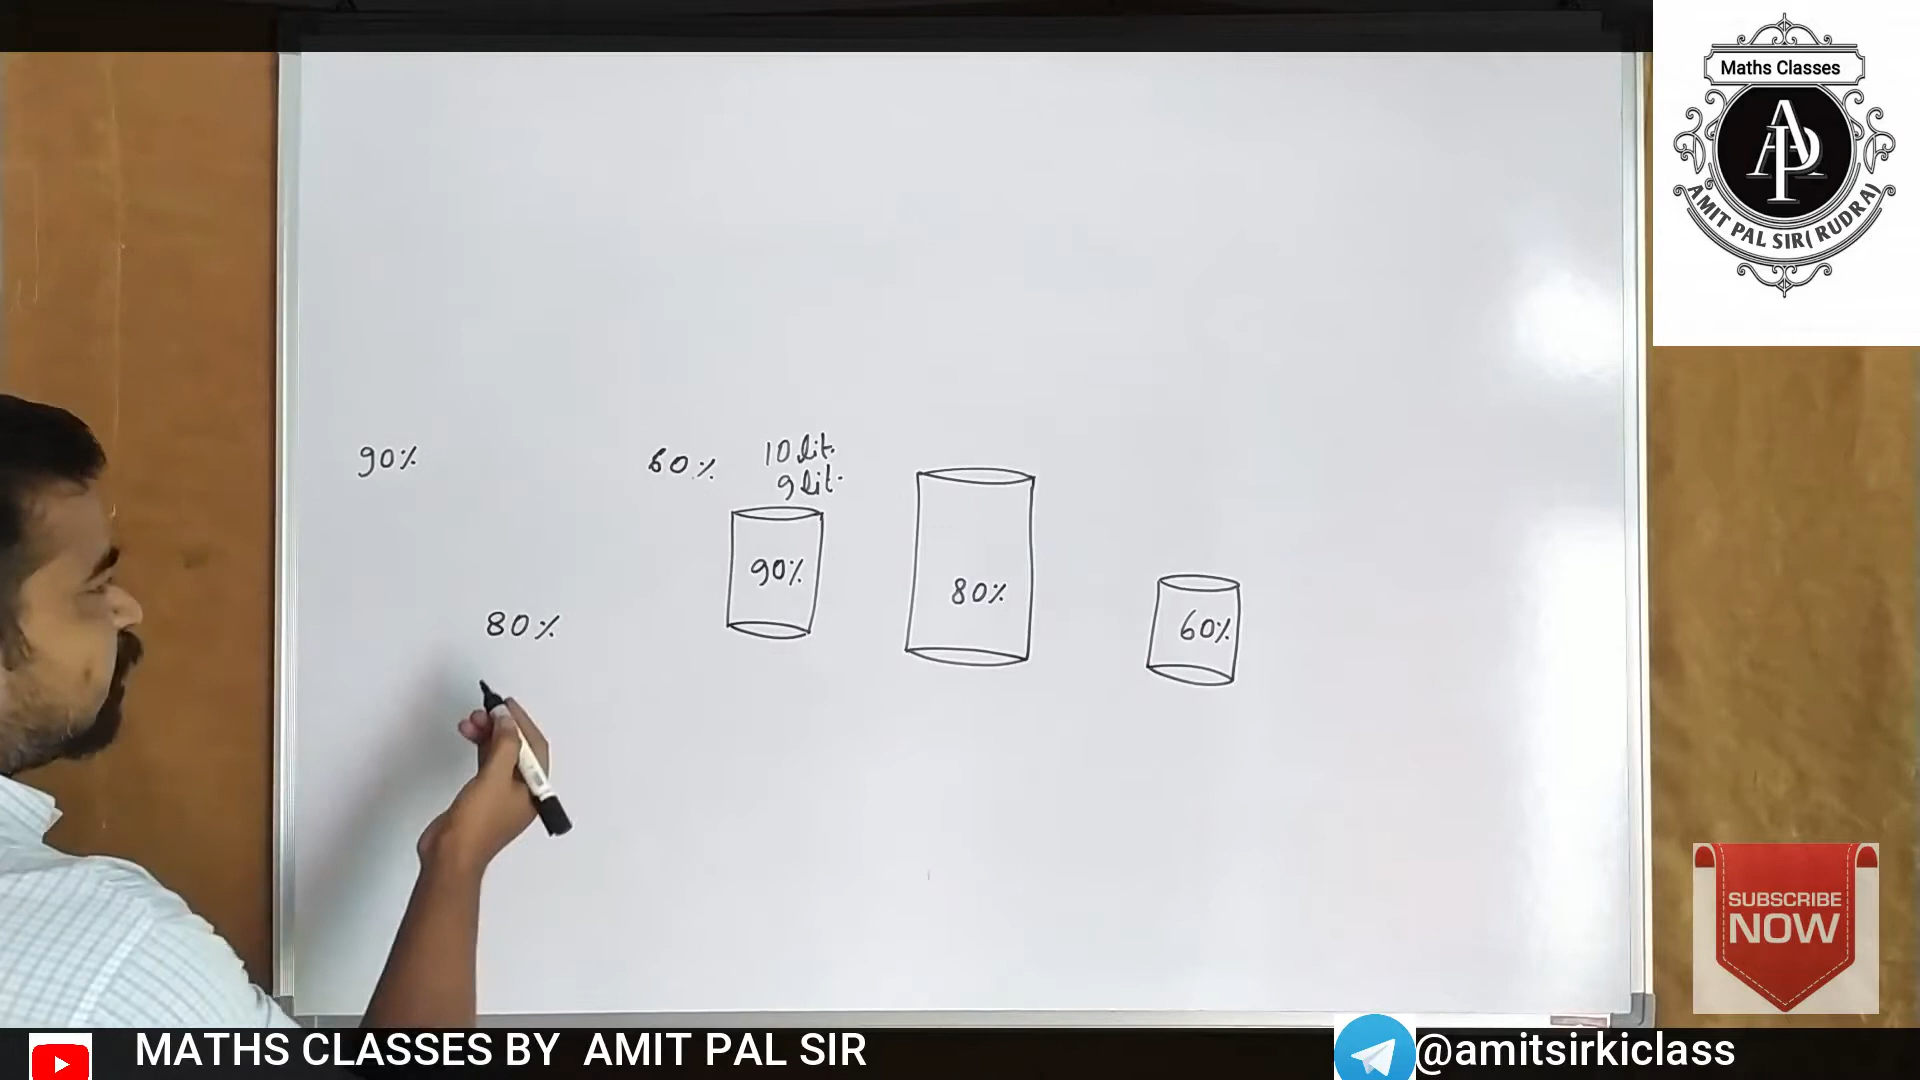 Maths Classes
AP
AMIT PAL SIR(RUDRA)
90%
60%
10 lit.
9 lit.
90%
80%
60%
80%
SUBSCRIBE
NOW
MATHS CLASSES BY AMIT PAL SIR
@amitsirkiclass